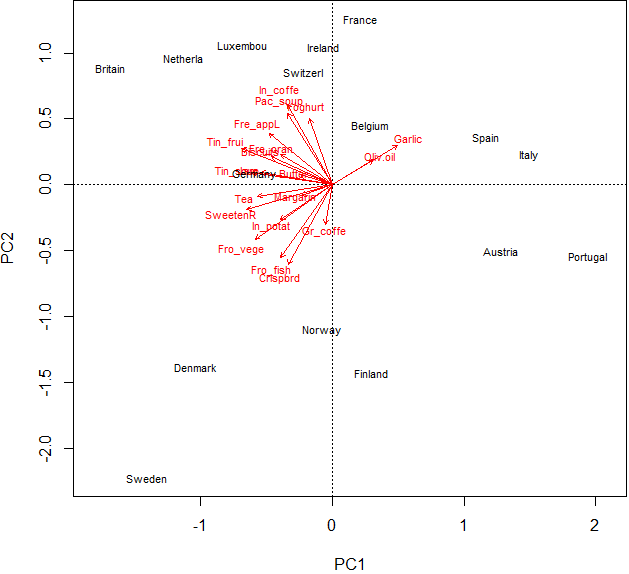 France
Luxembou
Ireland
Netherla
Britain
Switzerl
In_coffe
Pac_soup
Yoghurt
Fre_appL
Belgium
Garlic
Spain
Tin_frui
Fre_oran
Biscuits
Oliv.oil
Italy
Germany
Butter
Tea
Margarin
SweetenR
In_potat
Gr_coffe
Fro_vege
Austria
Portugal
Fro_fish
Crispbrd
Norway
Denmark
Finland
Sweden
1.0
0.5
0.0
-0.5
-1.0
-1.5
-2.0
PC2
-1 0 1 2
PC1